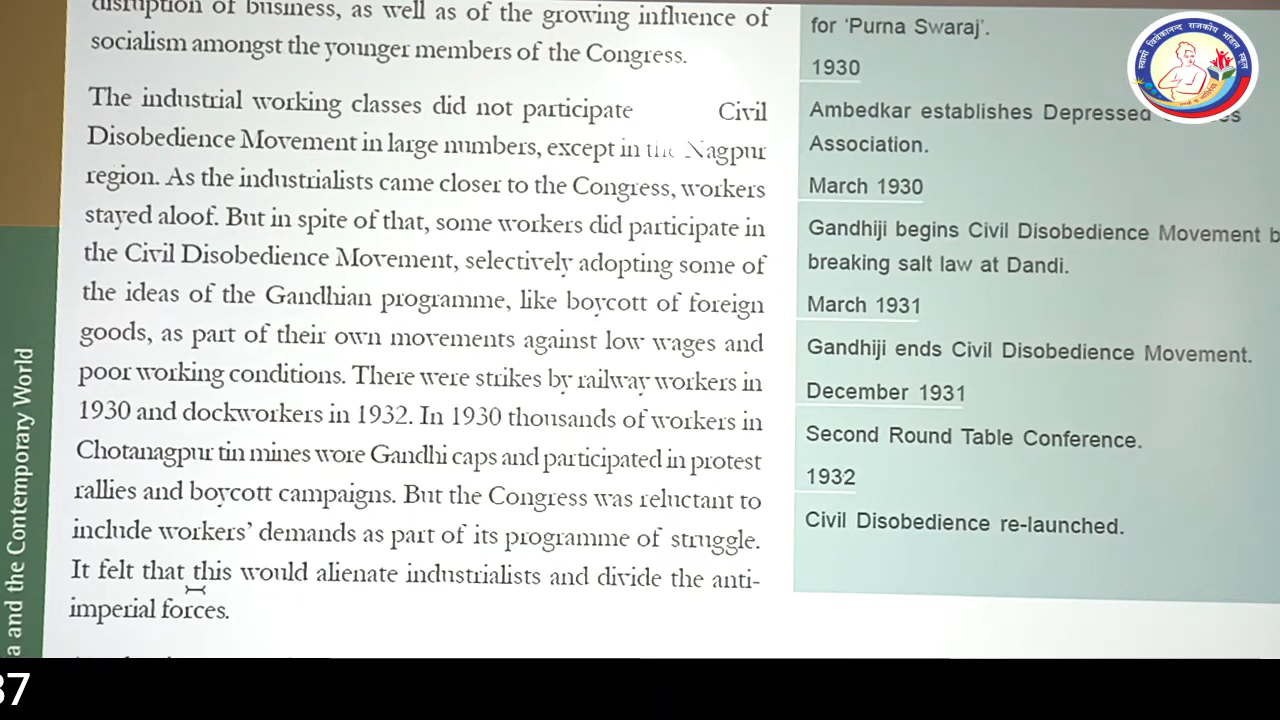 disruption of business, as well as of the growing influence of
socialism amongst the younger members of the Congress.
The industrial working classes did not participate Civil
Disobedience Movement in large numbers, except in the Nagpur
region. As the industrialists came closer to the Congress, workers
stayed aloof. But in spite of that, some workers did participate in
the Civil Disobedience Movement, selectively adopting some of
the ideas of the Gandhian programme, like boycott of foreign
goods, as part of their own movements against low wages and
poor working conditions. There were strikes by railway workers in
1930 and dockworkers in 1932. In 1930 thousands of workers in
Chotanagpur tin mines wore Gandhi caps and participated in protest
rallies and boycott campaigns. But the Congress was reluctant to
include workers' demands as part of its programme of struggle.
It felt that this would alienate industrialists and divide the anti-
imperial forces.
for 'Purna Swaraj'.
1930
Ambedkar establishes Depressed
Association.
March 1930
Gandhiji begins Civil Disobedience Movement b
breaking salt law at Dandi.
March 1931
Gandhiji ends Civil Disobedience Movement.
December 1931
Second Round Table Conference.
1932
Civil Disobedience re-launched.
स्वामी विवेकानन्द राजकीय मॉडल स्कूल
a and the Contemporary World
37